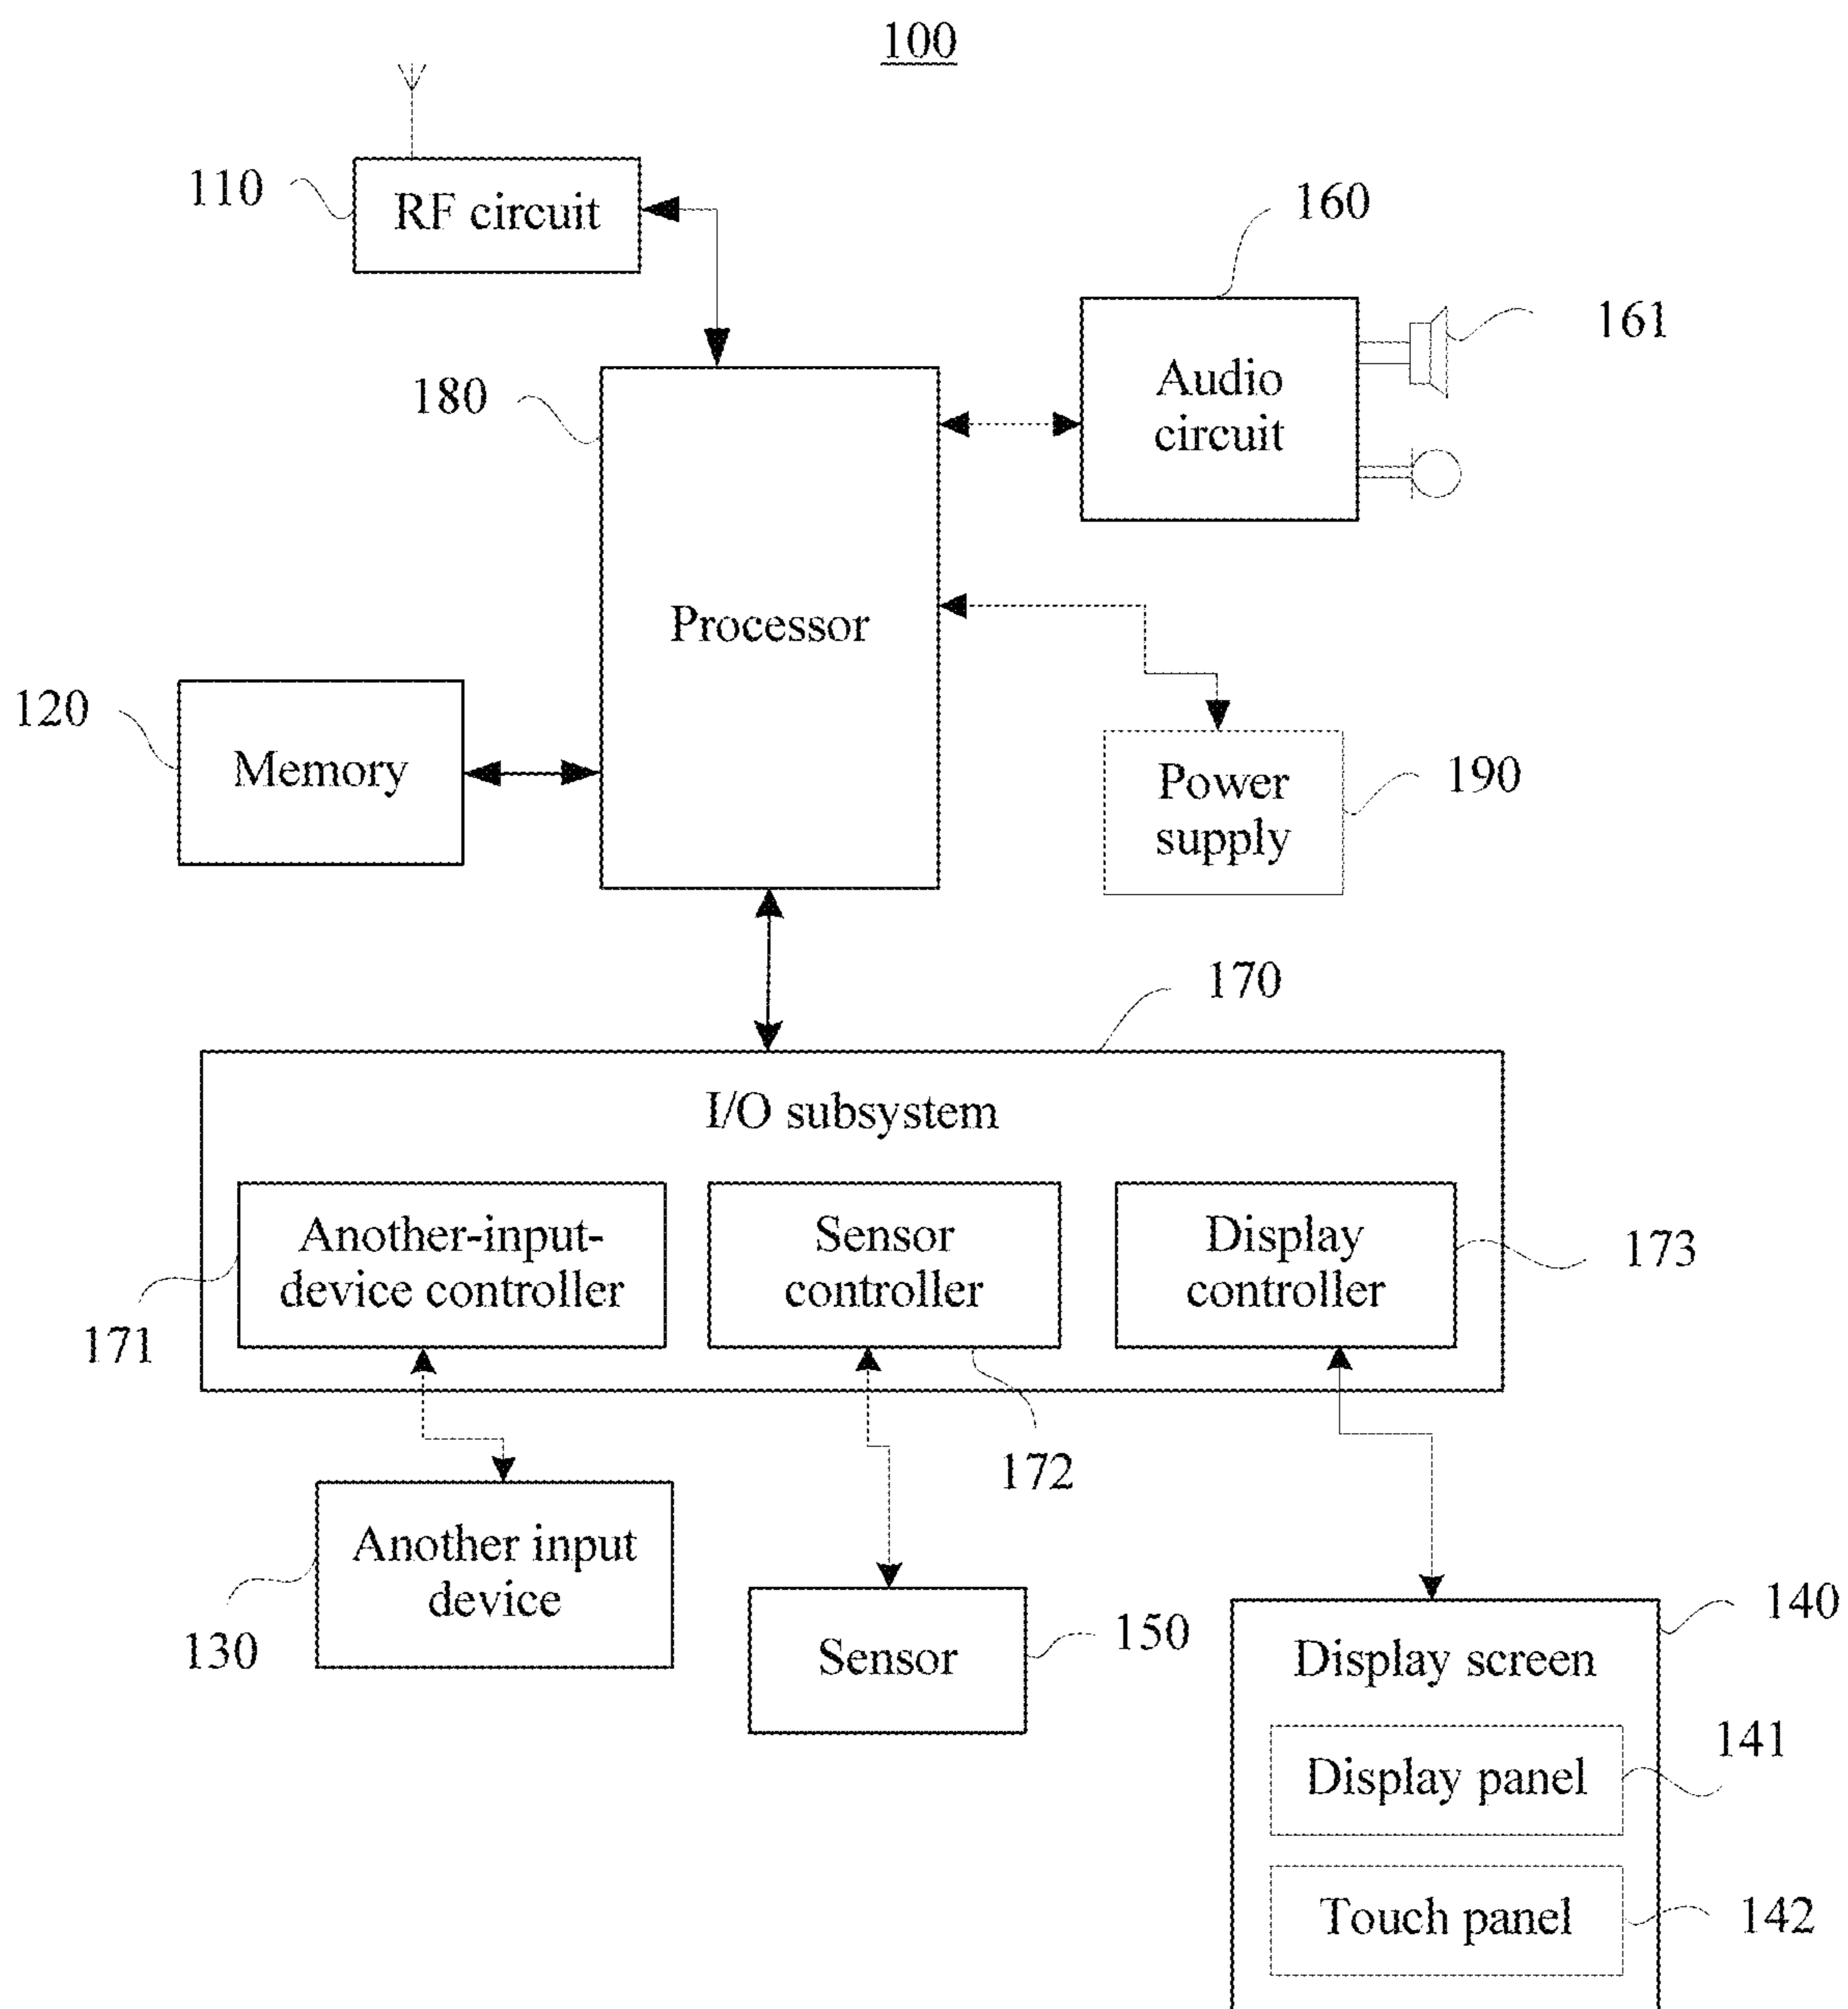 100
110
RF circuit
160
161
Audio
circuit
180
Processor
120
Memory
Power
supply
190
170
I/O subsystem
Another-input-
device controller
Sensor
controller
Display
controller
173
171
172
Another input
device
130
Sensor
150
140
Display screen
141
Display panel
Touch panel
142